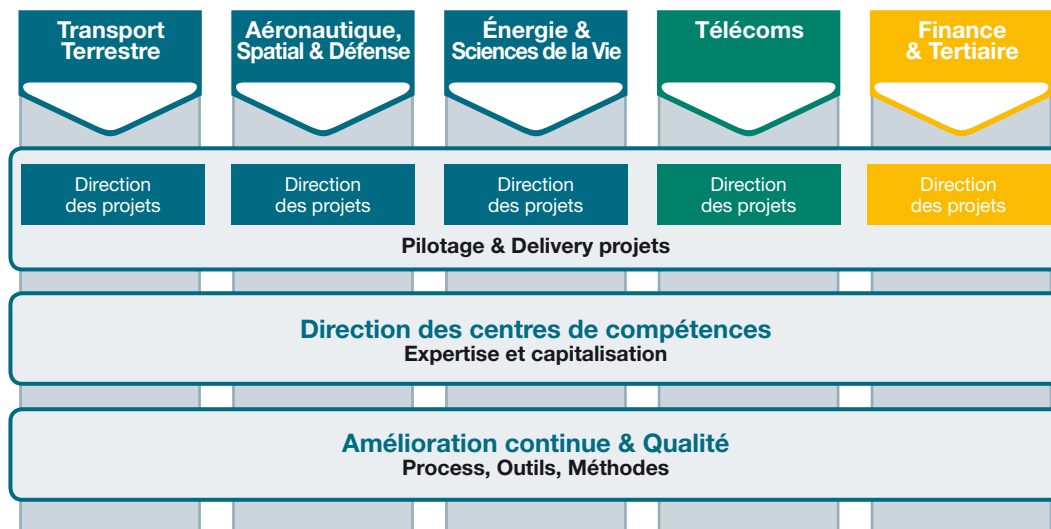 Transport
Terrestre
Aéronautique,
Spatial & Défense
Énergie &
Sciences de la Vie
Télécoms
Finance
& Tertiaire
Direction
des projets
Direction
des projets
Direction
des projets
Direction
des projets
Direction
des projets
Pilotage & Delivery projets
Direction des centres de compétences
Expertise et capitalisation
Amélioration continue & Qualité
Process, Outils, Méthodes